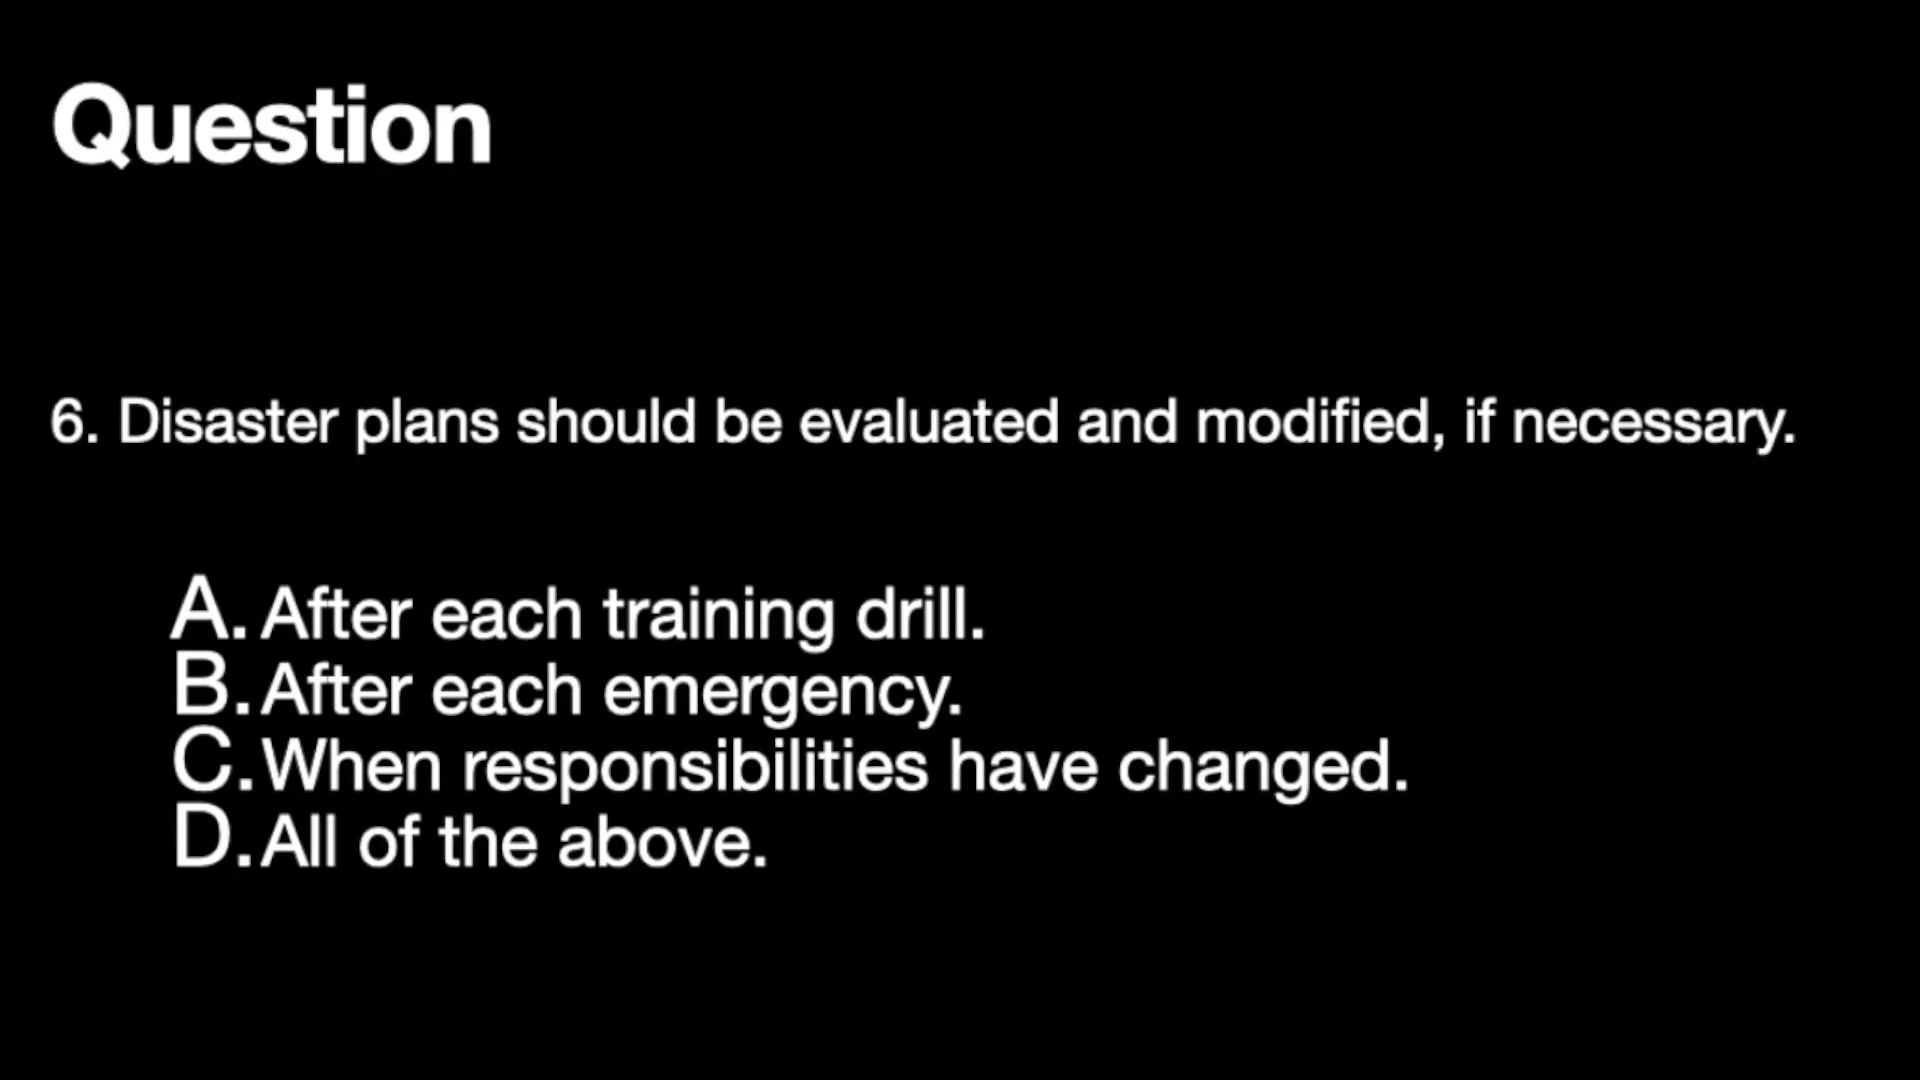 Question
6. Disaster plans should be evaluated and modified, if necessary.
A. After each training drill.
B. After each emergency.
C. When responsibilities have changed.
D. All of the above.